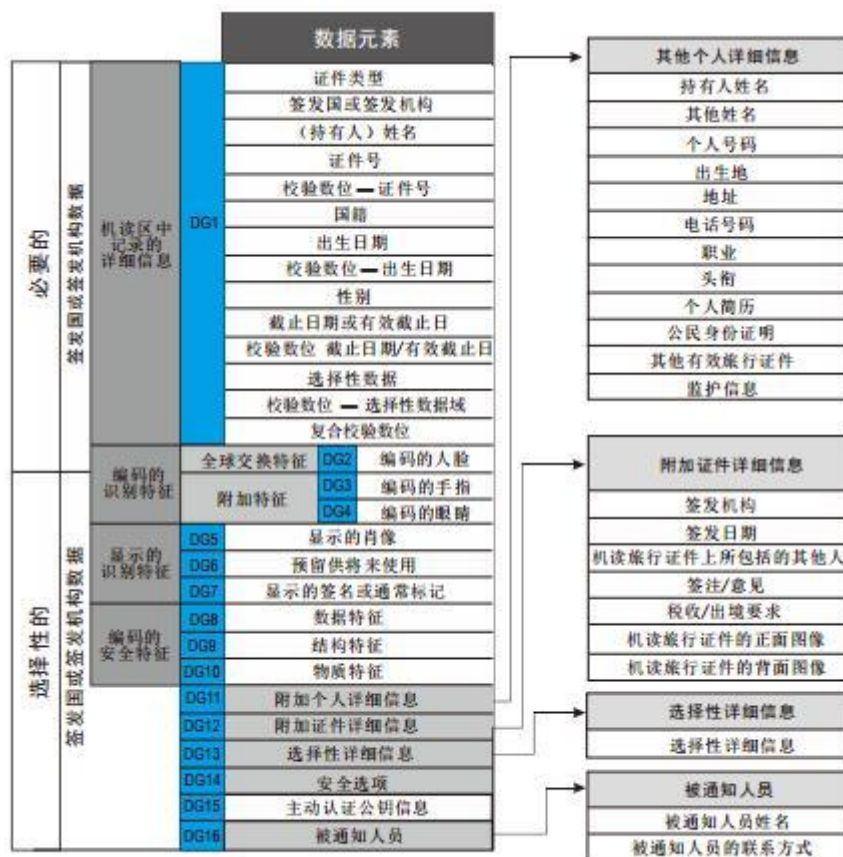 数据元素
必要的
签发国或签发机构数据
机读区中
记录的
详细信息
DG1
证件类型
签发国或签发机构
（持有人）姓名
证件号
校验数位 — 证件号
国籍
出生日期
校验数位 — 出生日期
性别
截止日期或有效截止日
校验数位 截止日期/有效截止日
选择性数据
校验数位 — 选择性数据域
复合校验数位
选择性的
签发国或签发机构数据
编码的
识别特征
全球交换特征
DG2
编码的人脸
附加特征
DG3
编码的手指
DG4
编码的眼睛
显示的
识别特征
DG5
显示的肖像
DG6
预留供将来使用
DG7
显示的签名或通常标记
编码的
安全特征
DG8
数据特征
DG9
结构特征
DG10
物质特征
DG11
附加个人详细信息
DG12
附加证件详细信息
DG13
选择性详细信息
DG14
安全选项
DG15
主动认证公钥信息
DG16
被通知人员
其他个人详细信息
持有人姓名
其他姓名
个人号码
出生地
地址
电话号码
职业
头衔
个人简历
公民身份证明
其他有效旅行证件
监护信息
附加证件详细信息
签发机构
签发日期
机读旅行证件上所包括的其他人
签注/意见
税收/出境要求
机读旅行证件的正面图像
机读旅行证件的背面图像
选择性详细信息
选择性详细信息
被通知人员
被通知人员姓名
被通知人员的联系方式